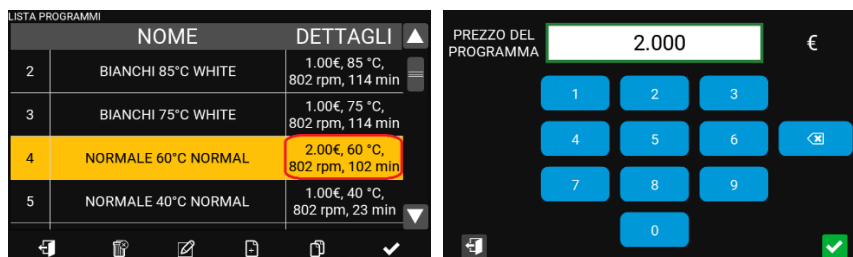 LISTA PROGRAMMI
NOME DETTAGLI
2 BIANCHI 85°C WHITE 1.00€, 85 °C,
802 rpm, 114 min
3 BIANCHI 75°C WHITE 1.00€, 75 °C,
802 rpm, 114 min
4 NORMALE 60°C NORMAL 2.00€, 60 °C,
802 rpm, 102 min
5 NORMALE 40°C NORMAL 1.00€, 40 °C,
802 rpm, 23 min
PREZZO DEL
PROGRAMMA
2.000 €
1 2 3
4 5 6
7 8 9
0